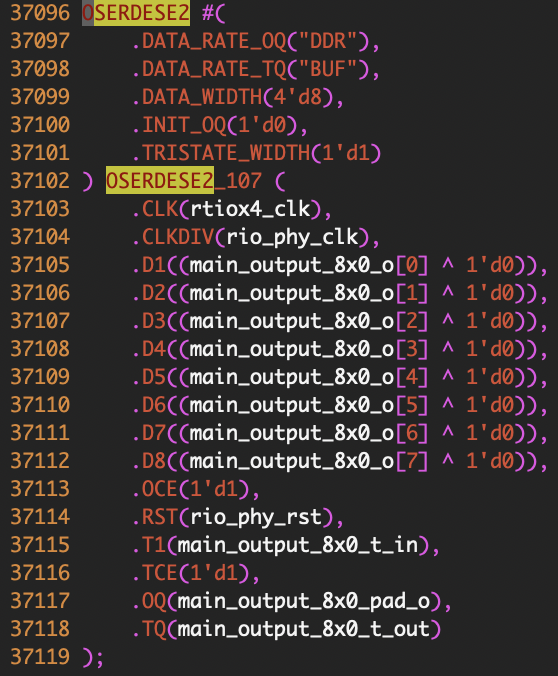 37096 OSERDESE2 #(
37097     .DATA_RATE_OQ("DDR"),
37098     .DATA_RATE_TQ("BUF"),
37099     .DATA_WIDTH(4'd8),
37100     .INIT_OQ(1'd0),
37101     .TRISTATE_WIDTH(1'd1)
37102 ) OSERDESE2_107 (
37103     .CLK(rtiox4_clk),
37104     .CLKDIV(rio_phy_clk),
37105     .D1((main_output_8x0_o[0] ^ 1'd0)),
37106     .D2((main_output_8x0_o[1] ^ 1'd0)),
37107     .D3((main_output_8x0_o[2] ^ 1'd0)),
37108     .D4((main_output_8x0_o[3] ^ 1'd0)),
37109     .D5((main_output_8x0_o[4] ^ 1'd0)),
37110     .D6((main_output_8x0_o[5] ^ 1'd0)),
37111     .D7((main_output_8x0_o[6] ^ 1'd0)),
37112     .D8((main_output_8x0_o[7] ^ 1'd0)),
37113     .OCE(1'd1),
37114     .RST(rio_phy_rst),
37115     .T1(main_output_8x0_t_in),
37116     .TCE(1'd1),
37117     .OQ(main_output_8x0_pad_o),
37118     .TQ(main_output_8x0_t_out)
37119 );